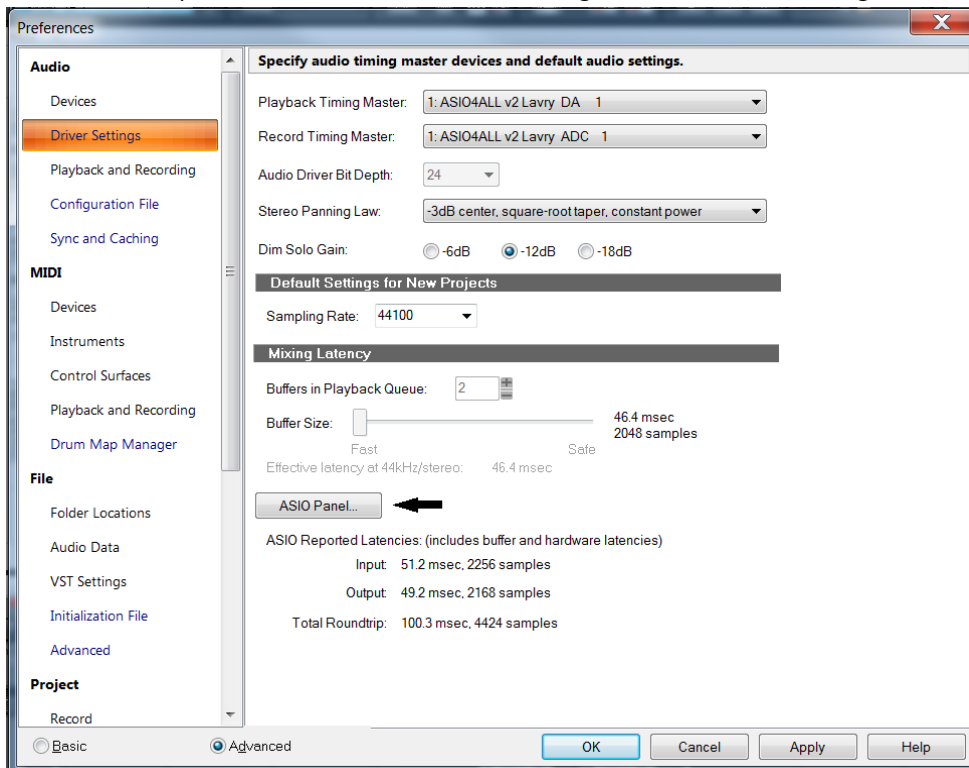 Preferences
X
Audio
Devices
Driver Settings
Playback and Recording
Configuration File
Sync and Caching
MIDI
Devices
Instruments
Control Surfaces
Playback and Recording
Drum Map Manager
File
Folder Locations
Audio Data
VST Settings
Initialization File
Advanced
Project
Record
Basic
Advanced
Specify audio timing master devices and default audio settings.
Playback Timing Master: 1: ASIO4ALL v2 Lavry DA 1
Record Timing Master: 1: ASIO4ALL v2 Lavry ADC 1
Audio Driver Bit Depth: 24
Stereo Panning Law: -3dB center, square-root taper, constant power
Dim Solo Gain: -6dB -12dB -18dB
Default Settings for New Projects
Sampling Rate: 44100
Mixing Latency
Buffers in Playback Queue: 2
Buffer Size: 46.4 msec
2048 samples
Fast Safe
Effective latency at 44kHz/stereo: 46.4 msec
ASIO Panel...
ASIO Reported Latencies: (includes buffer and hardware latencies)
Input: 51.2 msec, 2256 samples
Output: 49.2 msec, 2168 samples
Total Roundtrip: 100.3 msec, 4424 samples
OK Cancel Apply Help